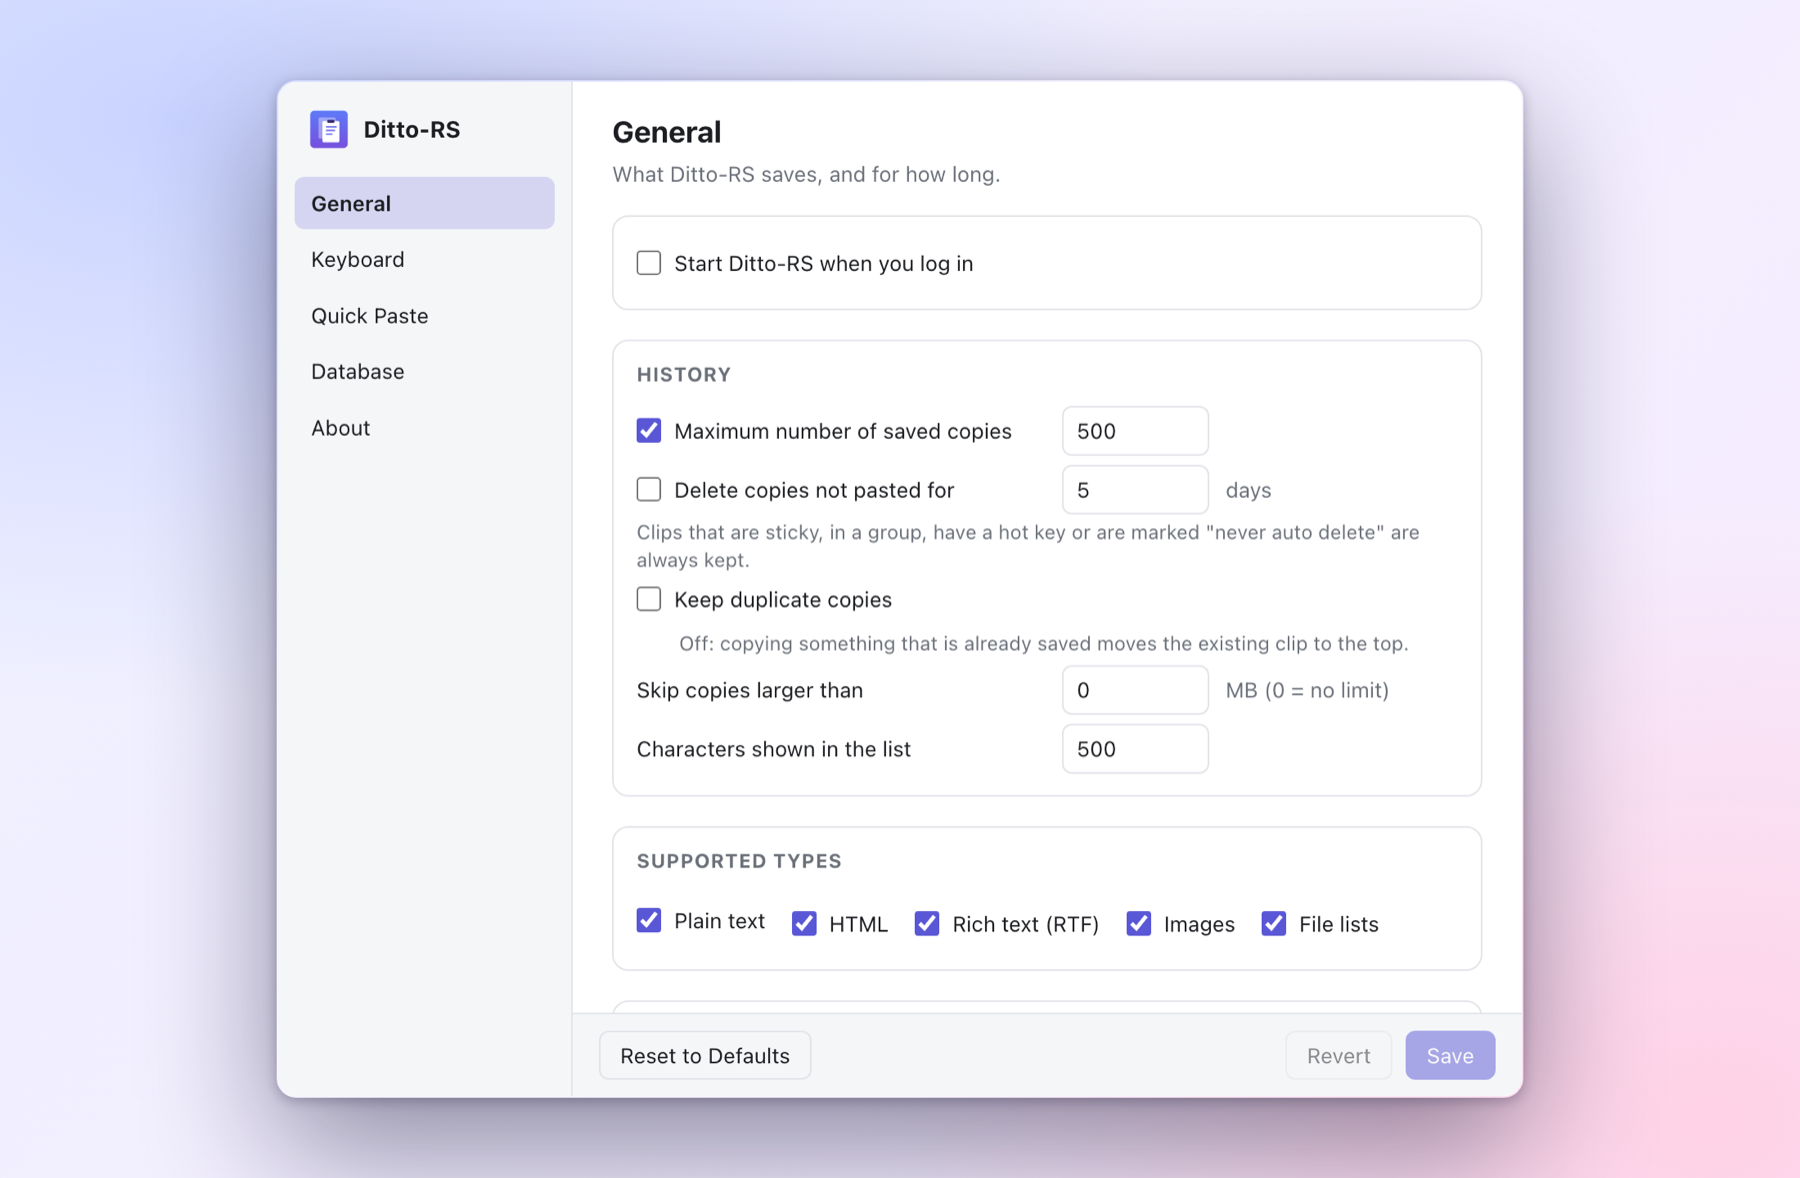 Ditto-RS
General
Keyboard
Quick Paste
Database
About
General
What Ditto-RS saves, and for how long.
Start Ditto-RS when you log in
HISTORY
Maximum number of saved copies 500
Delete copies not pasted for 5 days
Clips that are sticky, in a group, have a hot key or are marked "never auto delete" are
always kept.
Keep duplicate copies
Off: copying something that is already saved moves the existing clip to the top.
Skip copies larger than 0 MB (0 = no limit)
Characters shown in the list 500
SUPPORTED TYPES
Plain text HTML Rich text (RTF) Images File lists
Reset to Defaults Revert Save